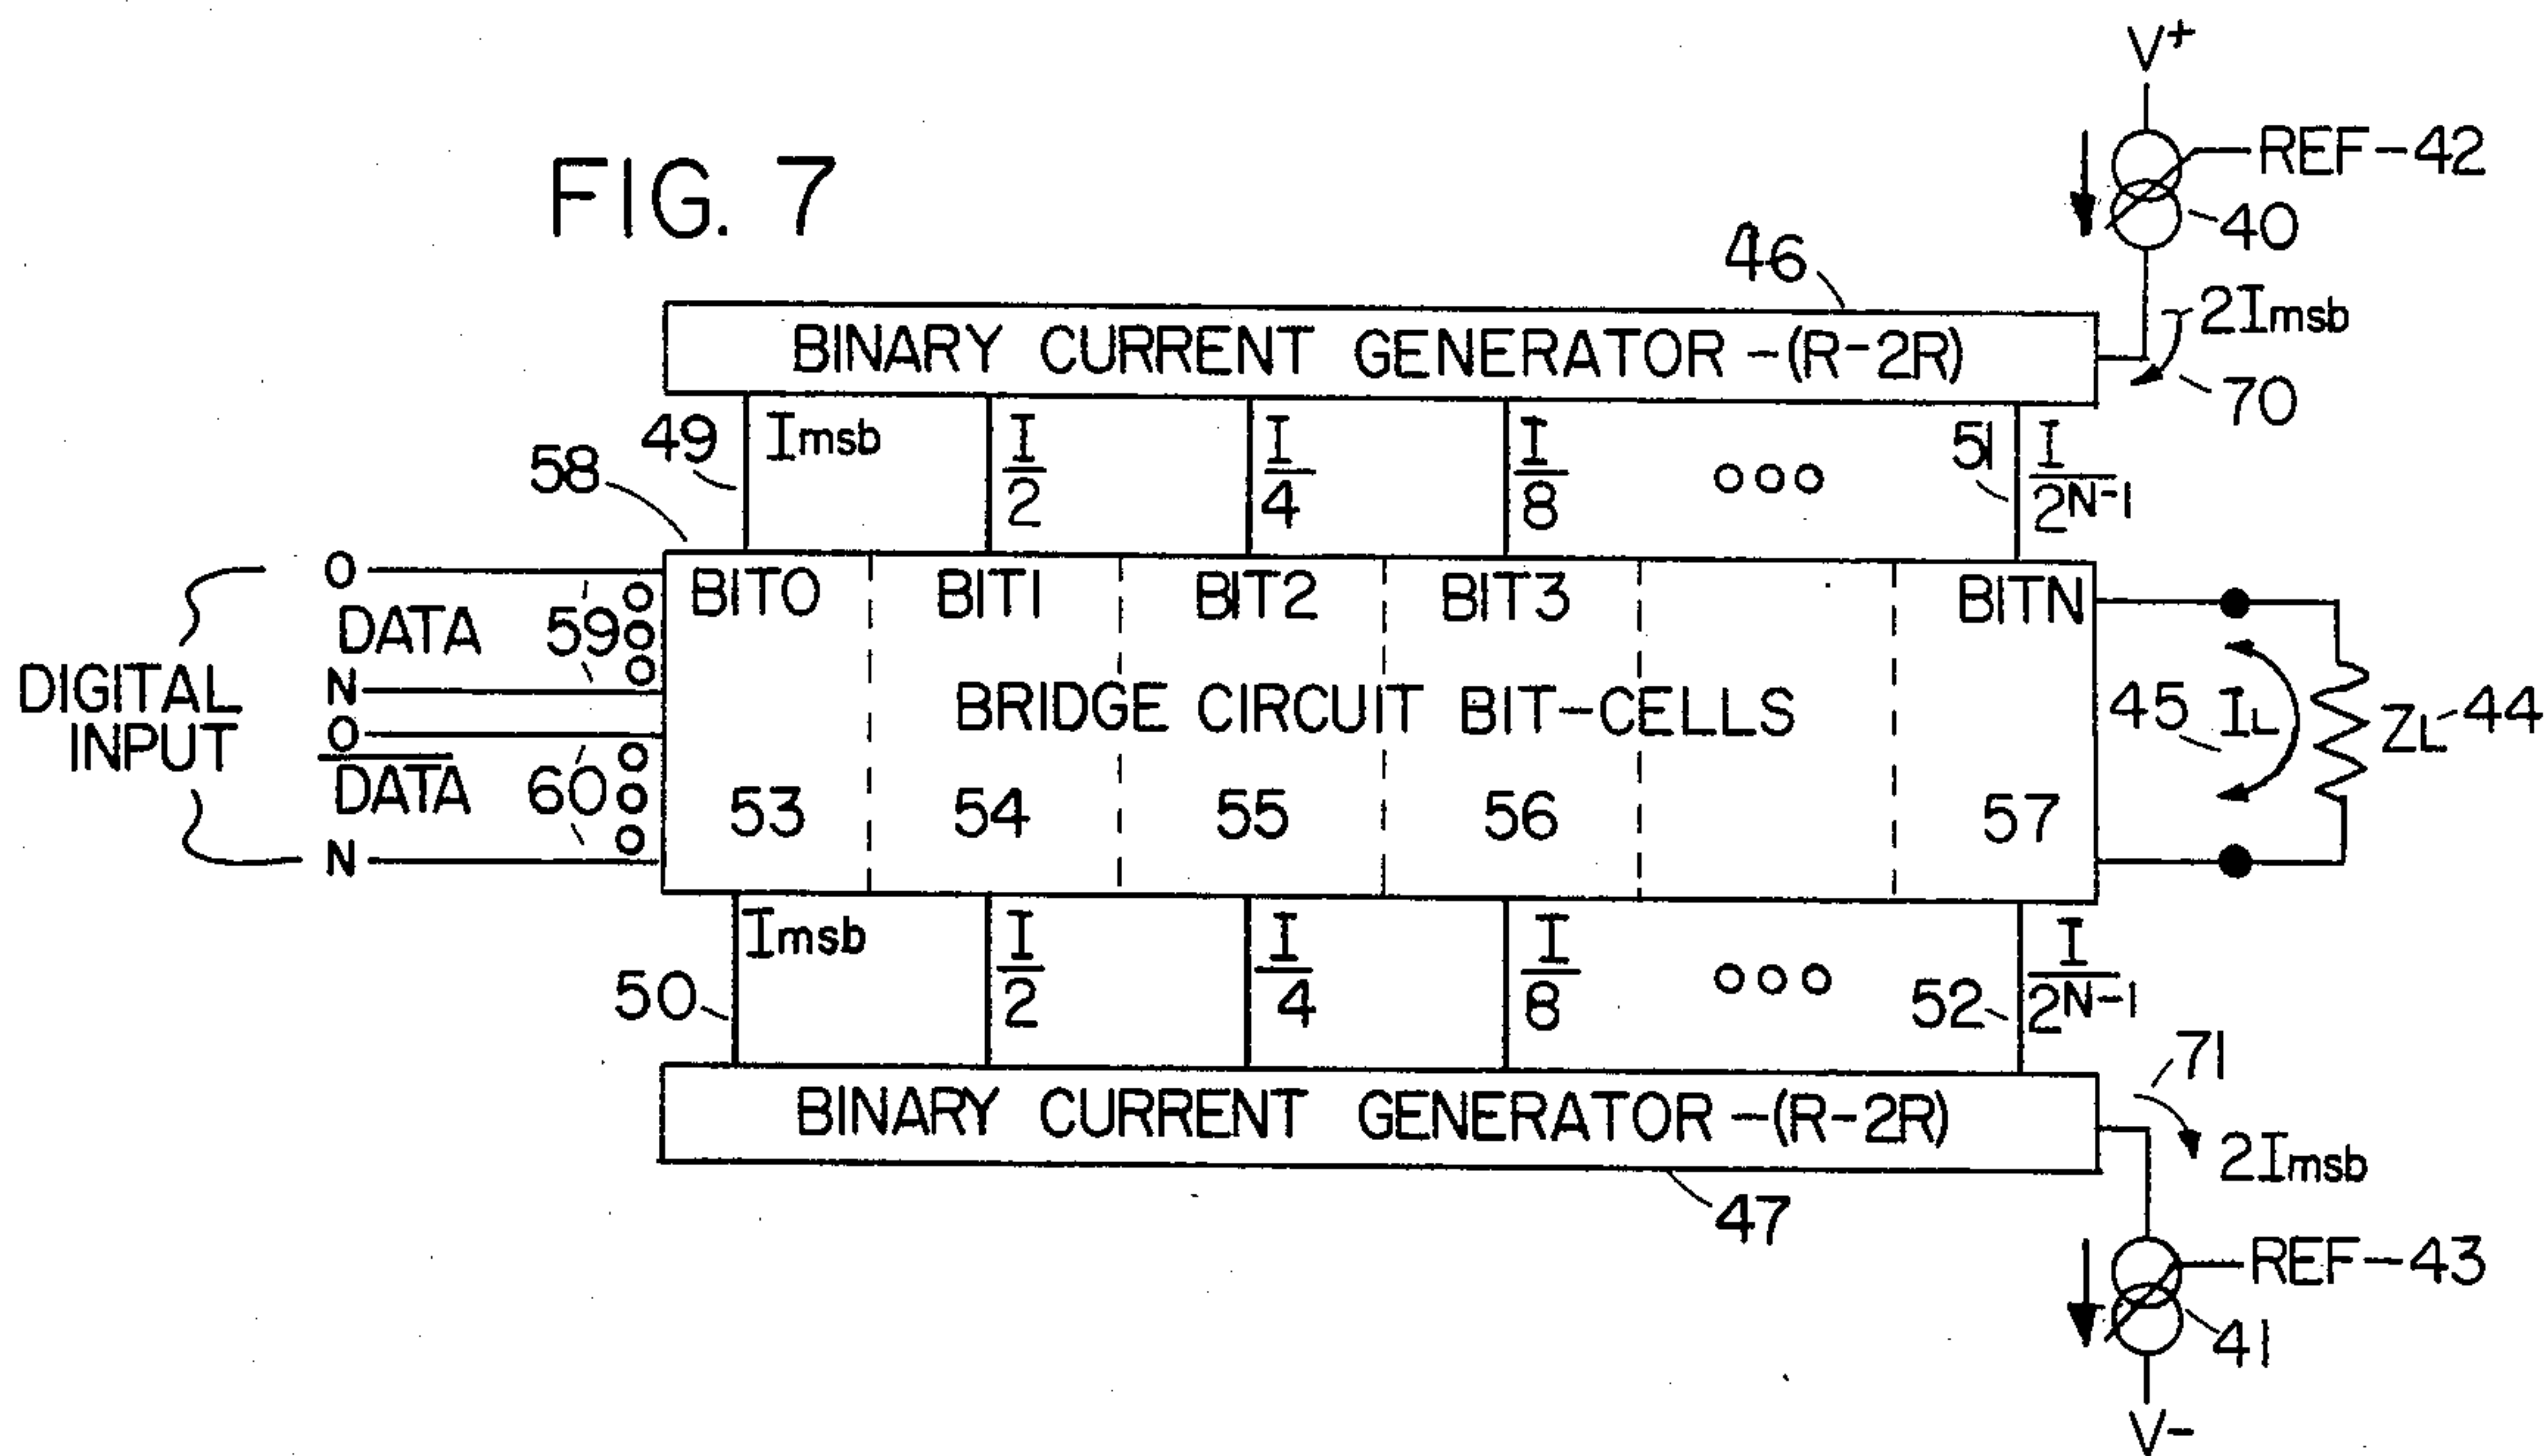 FIG. 7
V+
REF-42
40
2Imsb
70
46
BINARY CURRENT GENERATOR-(R-2R)
58
49
Imsb
I/2
I/4
I/8
ooo
51
I/2^N-1
DIGITAL
INPUT
0
DATA
N
59
0
DATA
N
60
BIT0
BIT1
BIT2
BIT3
BITN
BRIDGE CIRCUIT BIT-CELLS
53
54
55
56
57
45
IL
ZL-44
50
Imsb
I/2
I/4
I/8
ooo
52
I/2^N-1
BINARY CURRENT GENERATOR-(R-2R)
47
71
2Imsb
REF-43
41
V-